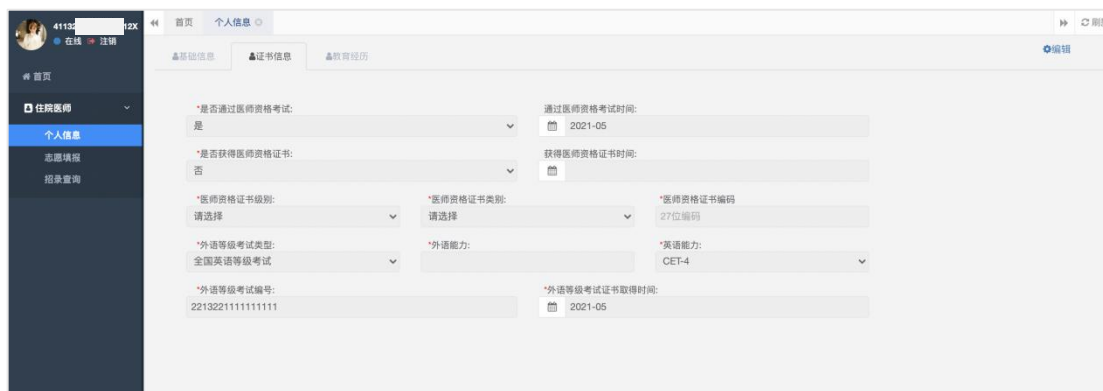 41132 12X
首页 个人信息
在线 注销
基础信息 证书信息 教育经历 编辑
首页
住院医师
个人信息
志愿填报
招录查询
*是否通过医师资格考试: 通过医师资格考试时间:
是 2021-05
*是否获得医师资格证书: 获得医师资格证书时间:
否
*医师资格证书级别: *医师资格证书类别: *医师资格证书编码
请选择 请选择 27位编码
*外语等级考试类型: *外语能力: *英语能力:
全国英语等级考试 CET-4
*外语等级考试编号: *外语等级考试证书取得时间:
2213221111111111 2021-05